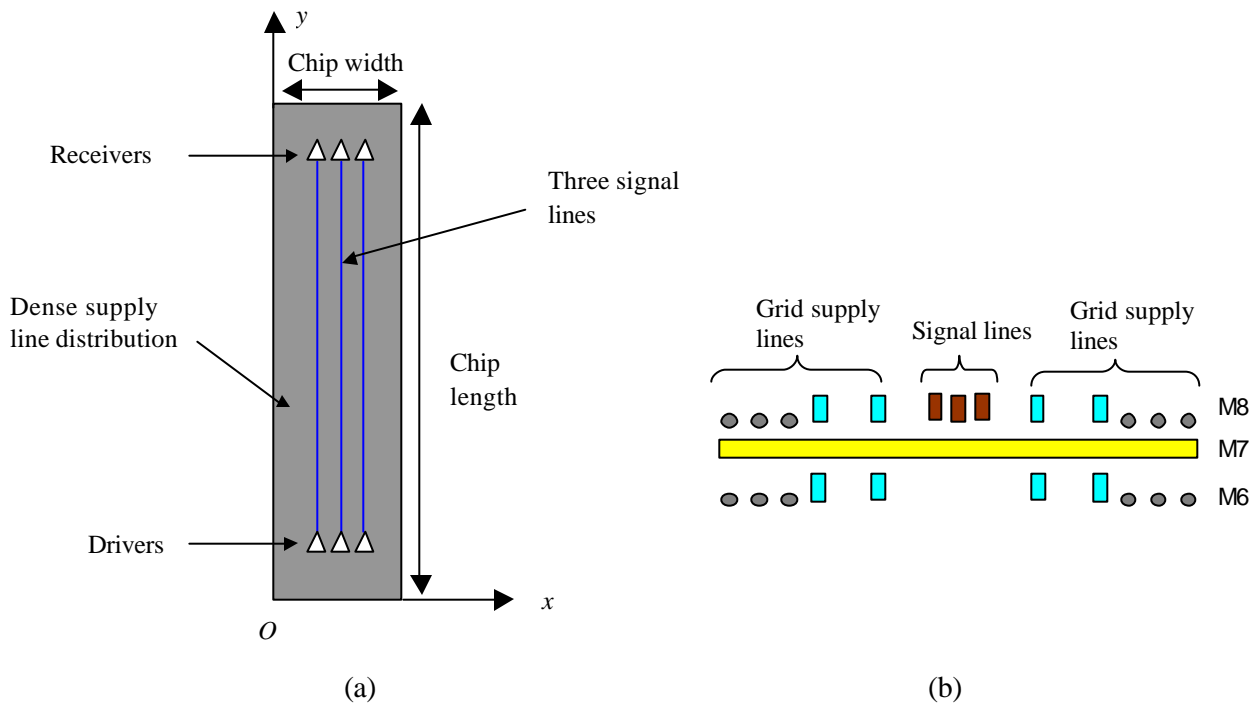 y
Chip width
Receivers
Three signal
lines
Dense supply
line distribution
Chip
length
Drivers
x
O
(a)
Grid supply
lines
Signal lines
Grid supply
lines
M8
M7
M6
(b)